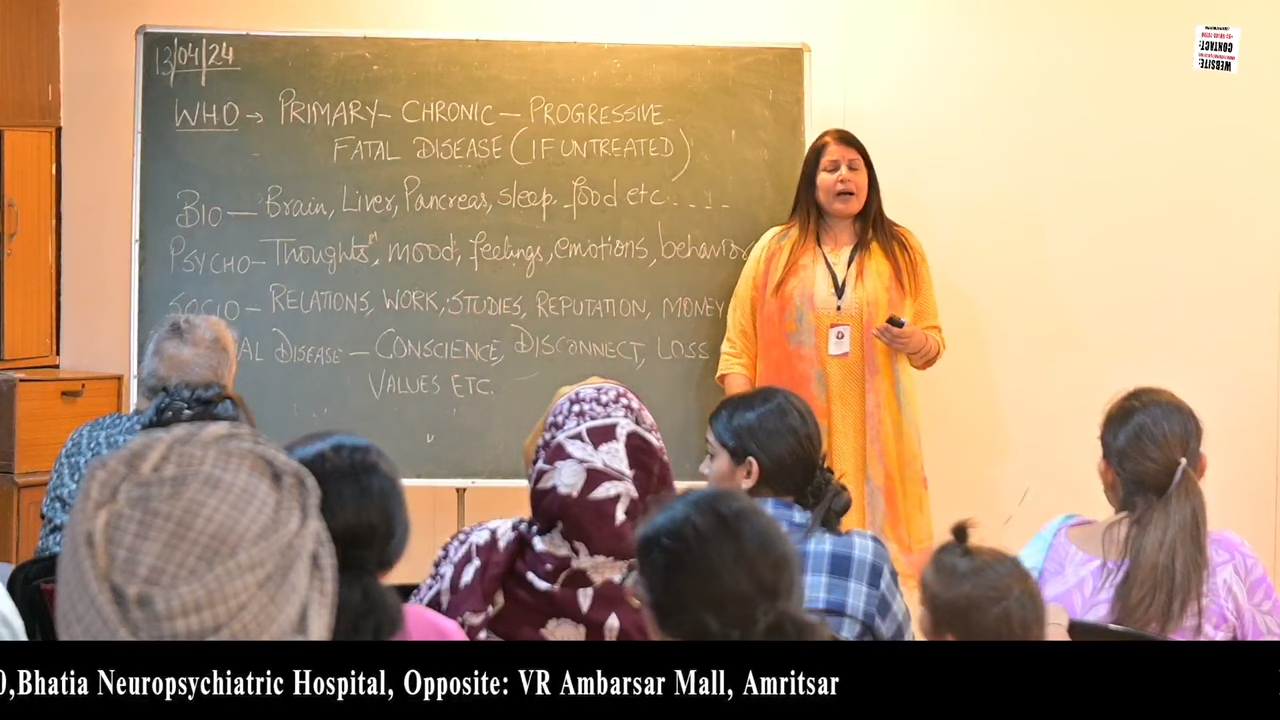 13/04/24
WHO → PRIMARY - CHRONIC - PROGRESSIVE
FATAL DISEASE (IF UNTREATED)
BIO - Brain, Liver, Pancreas, sleep. food etc.....
PSYCHO - Thoughts, mood, feelings, emotions, behavior
SOCIO - RELATIONS, WORK, STUDIES, REPUTATION, MONEY
AL DISEASE - CONSCIENCE, DISCONNECT, LOSS
VALUES ETC.
WEBSITE:
CONTACT:
,Bhatia Neuropsychiatric Hospital, Opposite: VR Ambarsar Mall, Amritsar